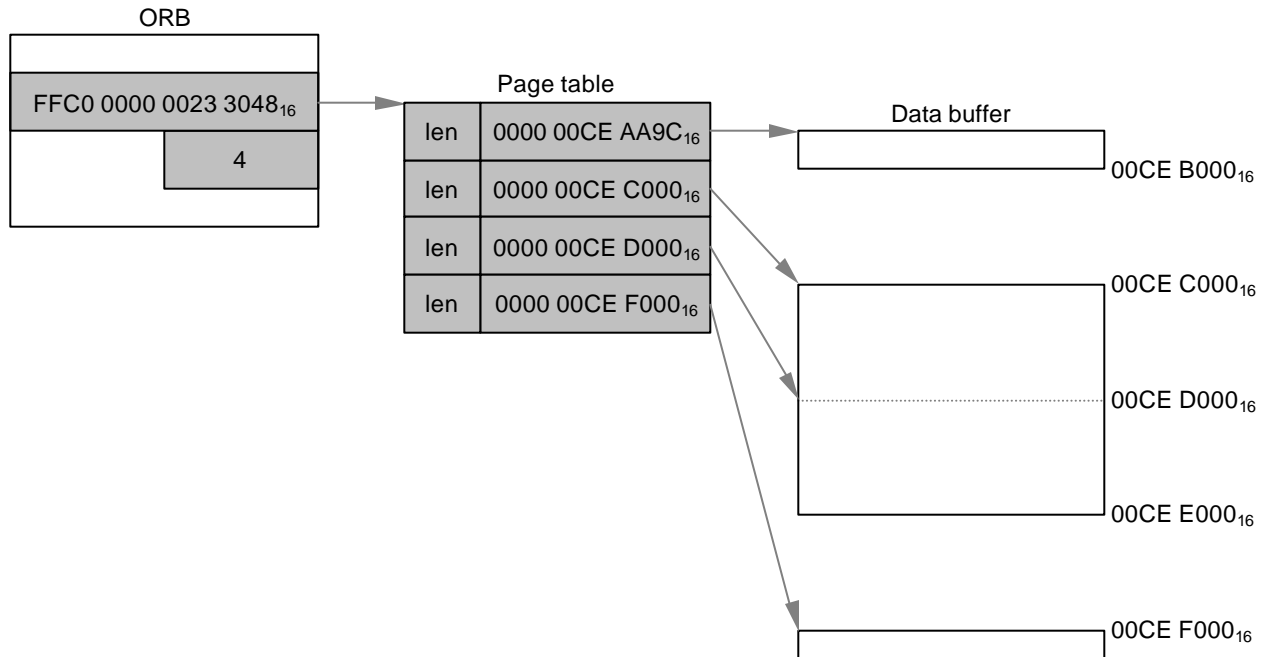 ORB
FFC0 0000 0023 3048₁₆
4
Page table
len 0000 00CE AA9C₁₆
len 0000 00CE C000₁₆
len 0000 00CE D000₁₆
len 0000 00CE F000₁₆
Data buffer
00CE B000₁₆
00CE C000₁₆
00CE D000₁₆
00CE E000₁₆
00CE F000₁₆